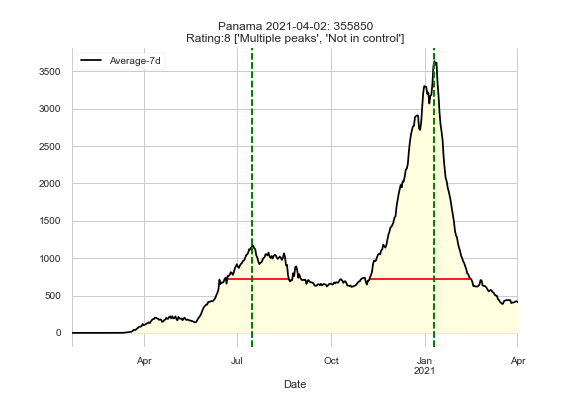 Panama 2021-04-02: 355850
Rating:8 ['Multiple peaks', 'Not in control']
Average-7d
3500
3000
2500
2000
1500
1000
500
0
Apr
Jul
Oct
Jan
2021
Apr
Date